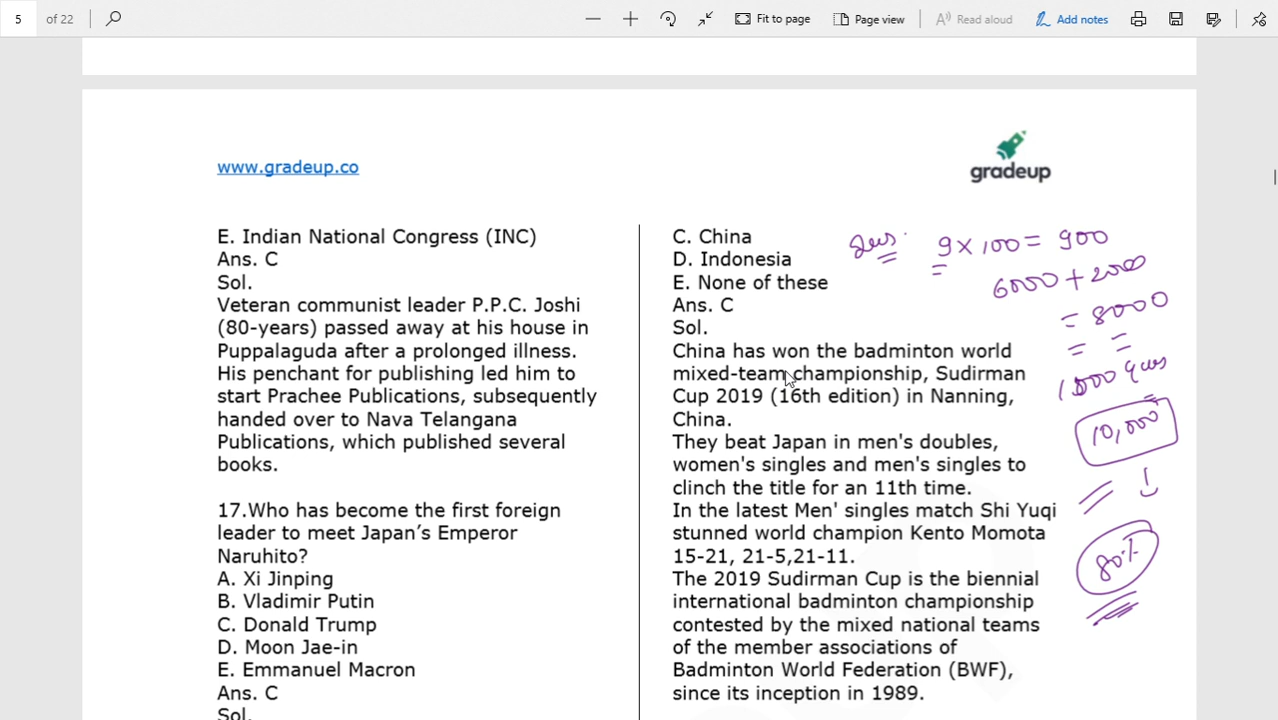 5 of 22 Fit to page Page view Read aloud Add notes
www.gradeup.co
gradeup
E. Indian National Congress (INC)
Ans. C
Sol.
Veteran communist leader P.P.C. Joshi
(80-years) passed away at his house in
Puppalaguda after a prolonged illness.
His penchant for publishing led him to
start Prachee Publications, subsequently
handed over to Nava Telangana
Publications, which published several
books.
17.Who has become the first foreign
leader to meet Japan’s Emperor
Naruhito?
A. Xi Jinping
B. Vladimir Putin
C. Donald Trump
D. Moon Jae-in
E. Emmanuel Macron
Ans. C
Sol.
C. China
D. Indonesia
E. None of these
Ans. C
Sol.
China has won the badminton world
mixed-team championship, Sudirman
Cup 2019 (16th edition) in Nanning,
China.
They beat Japan in men's doubles,
women's singles and men's singles to
clinch the title for an 11th time.
In the latest Men' singles match Shi Yuqi
stunned world champion Kento Momota
15-21, 21-5,21-11.
The 2019 Sudirman Cup is the biennial
international badminton championship
contested by the mixed national teams
of the member associations of
Badminton World Federation (BWF),
since its inception in 1989.
9 × 100 = 900
6000 + 2000
= 8000
10,000
80%